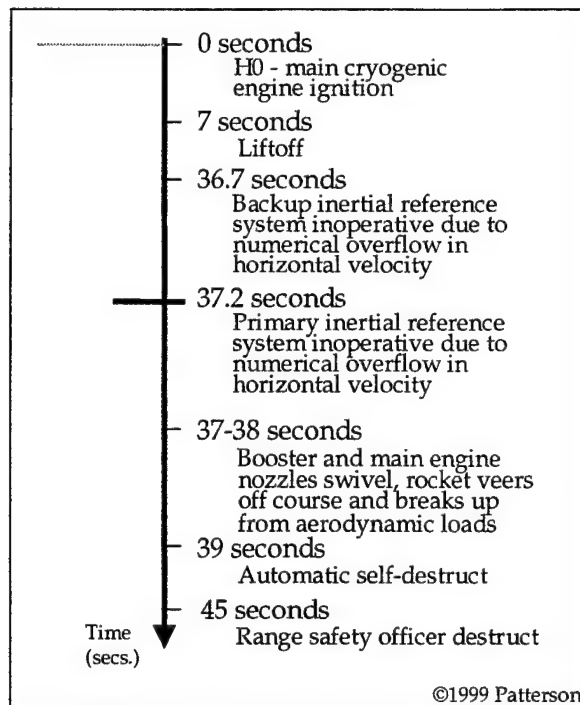 0 seconds
H0 - main cryogenic
engine ignition
7 seconds
Liftoff
36.7 seconds
Backup inertial reference
system inoperative due to
numerical overflow in
horizontal velocity
37.2 seconds
Primary inertial reference
system inoperative due to
numerical overflow in
horizontal velocity
37-38 seconds
Booster and main engine
nozzles swivel, rocket veers
off course and breaks up
from aerodynamic loads
39 seconds
Automatic self-destruct
45 seconds
Range safety officer destruct
Time
(secs.)
©1999 Patterson